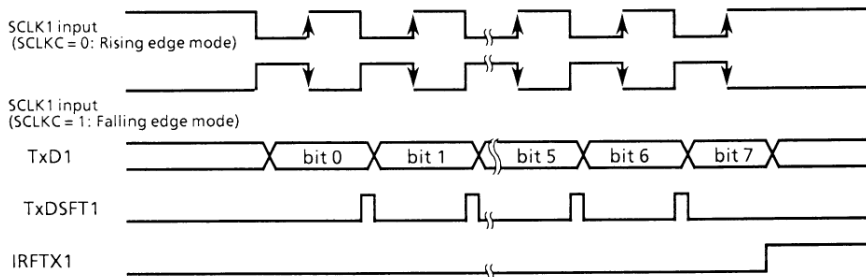 SCLK1 input
(SCLKC = 0: Rising edge mode)
SCLK1 input
(SCLKC = 1: Falling edge mode)
TxD1
bit 0 bit 1 bit 5 bit 6 bit 7
TxDSFT1
IRFTX1